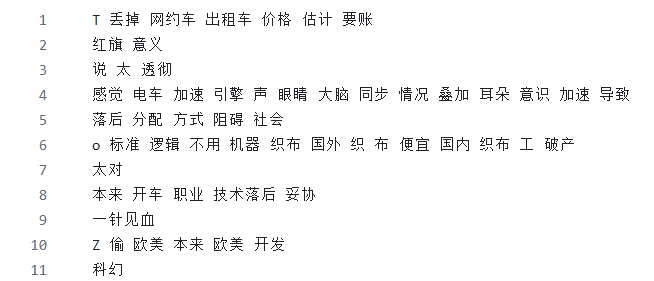 1 T 丢掉 网约车 出租车 价格 估计 要账
2 红旗 意义
3 说 太 透彻
4 感觉 电车 加速 引擎 声 眼睛 大脑 同步 情况 叠加 耳朵 意识 加速 导致
5 落后 分配 方式 阻碍 社会
6 o 标准 逻辑 不用 机器 织布 国外 织 布 便宜 国内 织布 工 破产
7 太对
8 本来 开车 职业 技术落后 妥协
9 一针见血
10 Z 偷 欧美 本来 欧美 开发
11 科幻